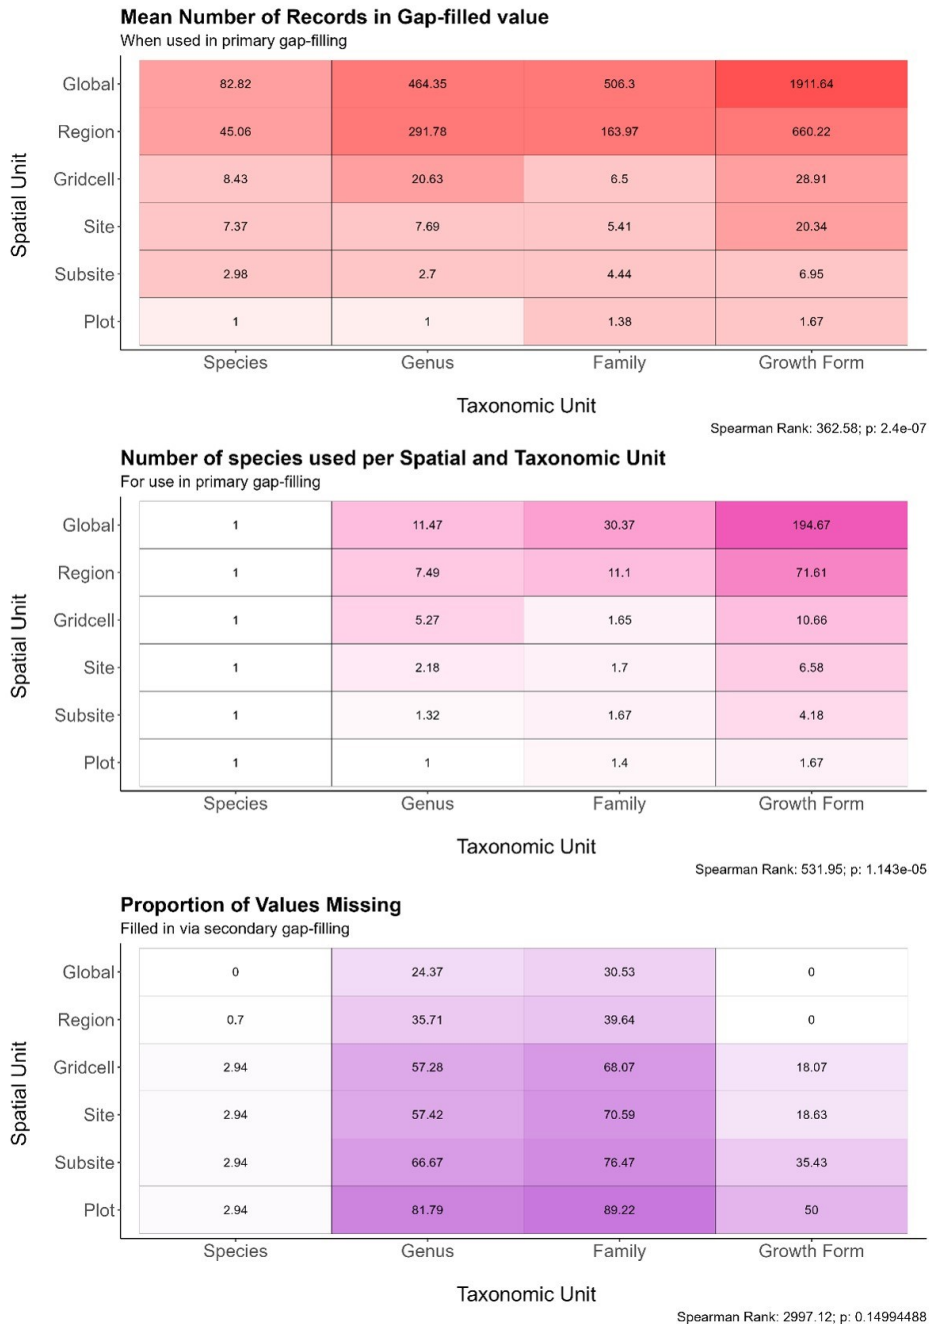 Mean Number of Records in Gap-filled value
When used in primary gap-filling
Spatial Unit
Global 82.82 464.35 506.3 1911.64
Region 45.06 291.78 163.97 660.22
Gridcell 8.43 20.63 6.5 28.91
Site 7.37 7.69 5.41 20.34
Subsite 2.98 2.7 4.44 6.95
Plot 1 1 1.38 1.67
Species Genus Family Growth Form
Taxonomic Unit
Spearman Rank: 362.58; p: 2.4e-07
Number of species used per Spatial and Taxonomic Unit
For use in primary gap-filling
Spatial Unit
Global 1 11.47 30.37 194.67
Region 1 7.49 11.1 71.61
Gridcell 1 5.27 1.65 10.66
Site 1 2.18 1.7 6.58
Subsite 1 1.32 1.67 4.18
Plot 1 1 1.4 1.67
Species Genus Family Growth Form
Taxonomic Unit
Spearman Rank: 531.95; p: 1.143e-05
Proportion of Values Missing
Filled in via secondary gap-filling
Spatial Unit
Global 0 24.37 30.53 0
Region 0.7 35.71 39.64 0
Gridcell 2.94 57.28 68.07 18.07
Site 2.94 57.42 70.59 18.63
Subsite 2.94 66.67 76.47 35.43
Plot 2.94 81.79 89.22 50
Species Genus Family Growth Form
Taxonomic Unit
Spearman Rank: 2997.12; p: 0.14994488